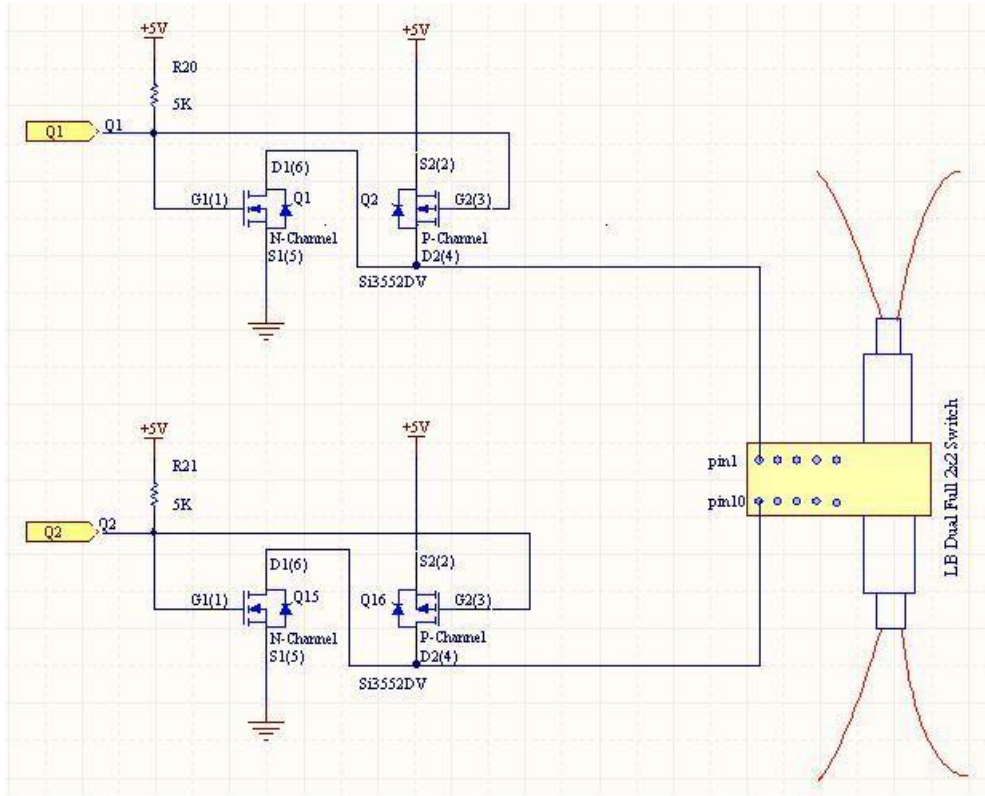 +5V
+5V
R20
5K
Q1
Q1
D1(6)
S2(2)
G1(1)
Q1
Q2
G2(3)
N-Channel
S1(5)
P-Channel
D2(4)
Si3552DV
+5V
+5V
R21
5K
Q2
Q2
D1(6)
S2(2)
G1(1)
Q15
Q16
G2(3)
N-Channel
S1(5)
P-Channel
D2(4)
Si3552DV
pin1
pin10
LB Dual Full 2x2 Switch